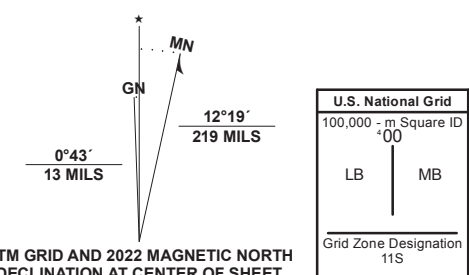 ★
MN
GN
12°19´
219 MILS
0°43´
13 MILS
TM GRID AND 2022 MAGNETIC NORTH
DECLINATION AT CENTER OF SHEET
U.S. National Grid
100,000 - m Square ID
⁴00
LB
MB
Grid Zone Designation
11S